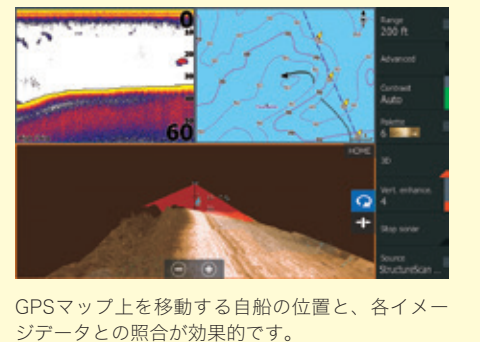 0
60
HOME
Range
200 ft
Advanced
Contrast
Auto
Palette
6
3D
Vert. enhance.
4
Stop sonar
Source
StructureScan ...
GPSマップ上を移動する自船の位置と、各イメー
ジデータとの照合が効果的です。